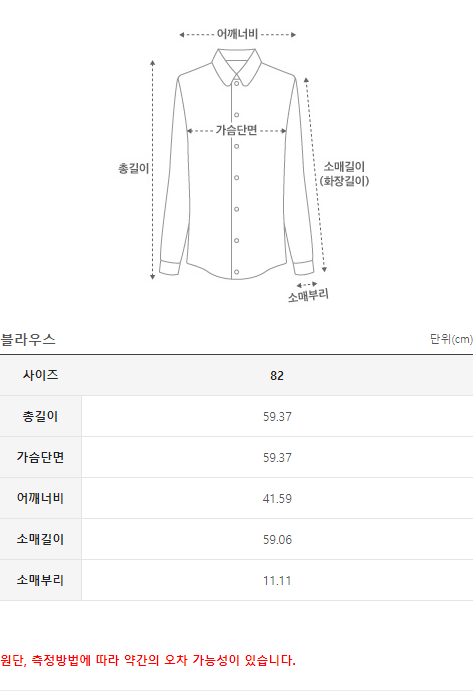 어깨너비
가슴단면
총길이
소매길이
(화장길이)
소매부리
블라우스 단위(cm)
사이즈 82
총길이 59.37
가슴단면 59.37
어깨너비 41.59
소매길이 59.06
소매부리 11.11
원단, 측정방법에 따라 약간의 오차 가능성이 있습니다.